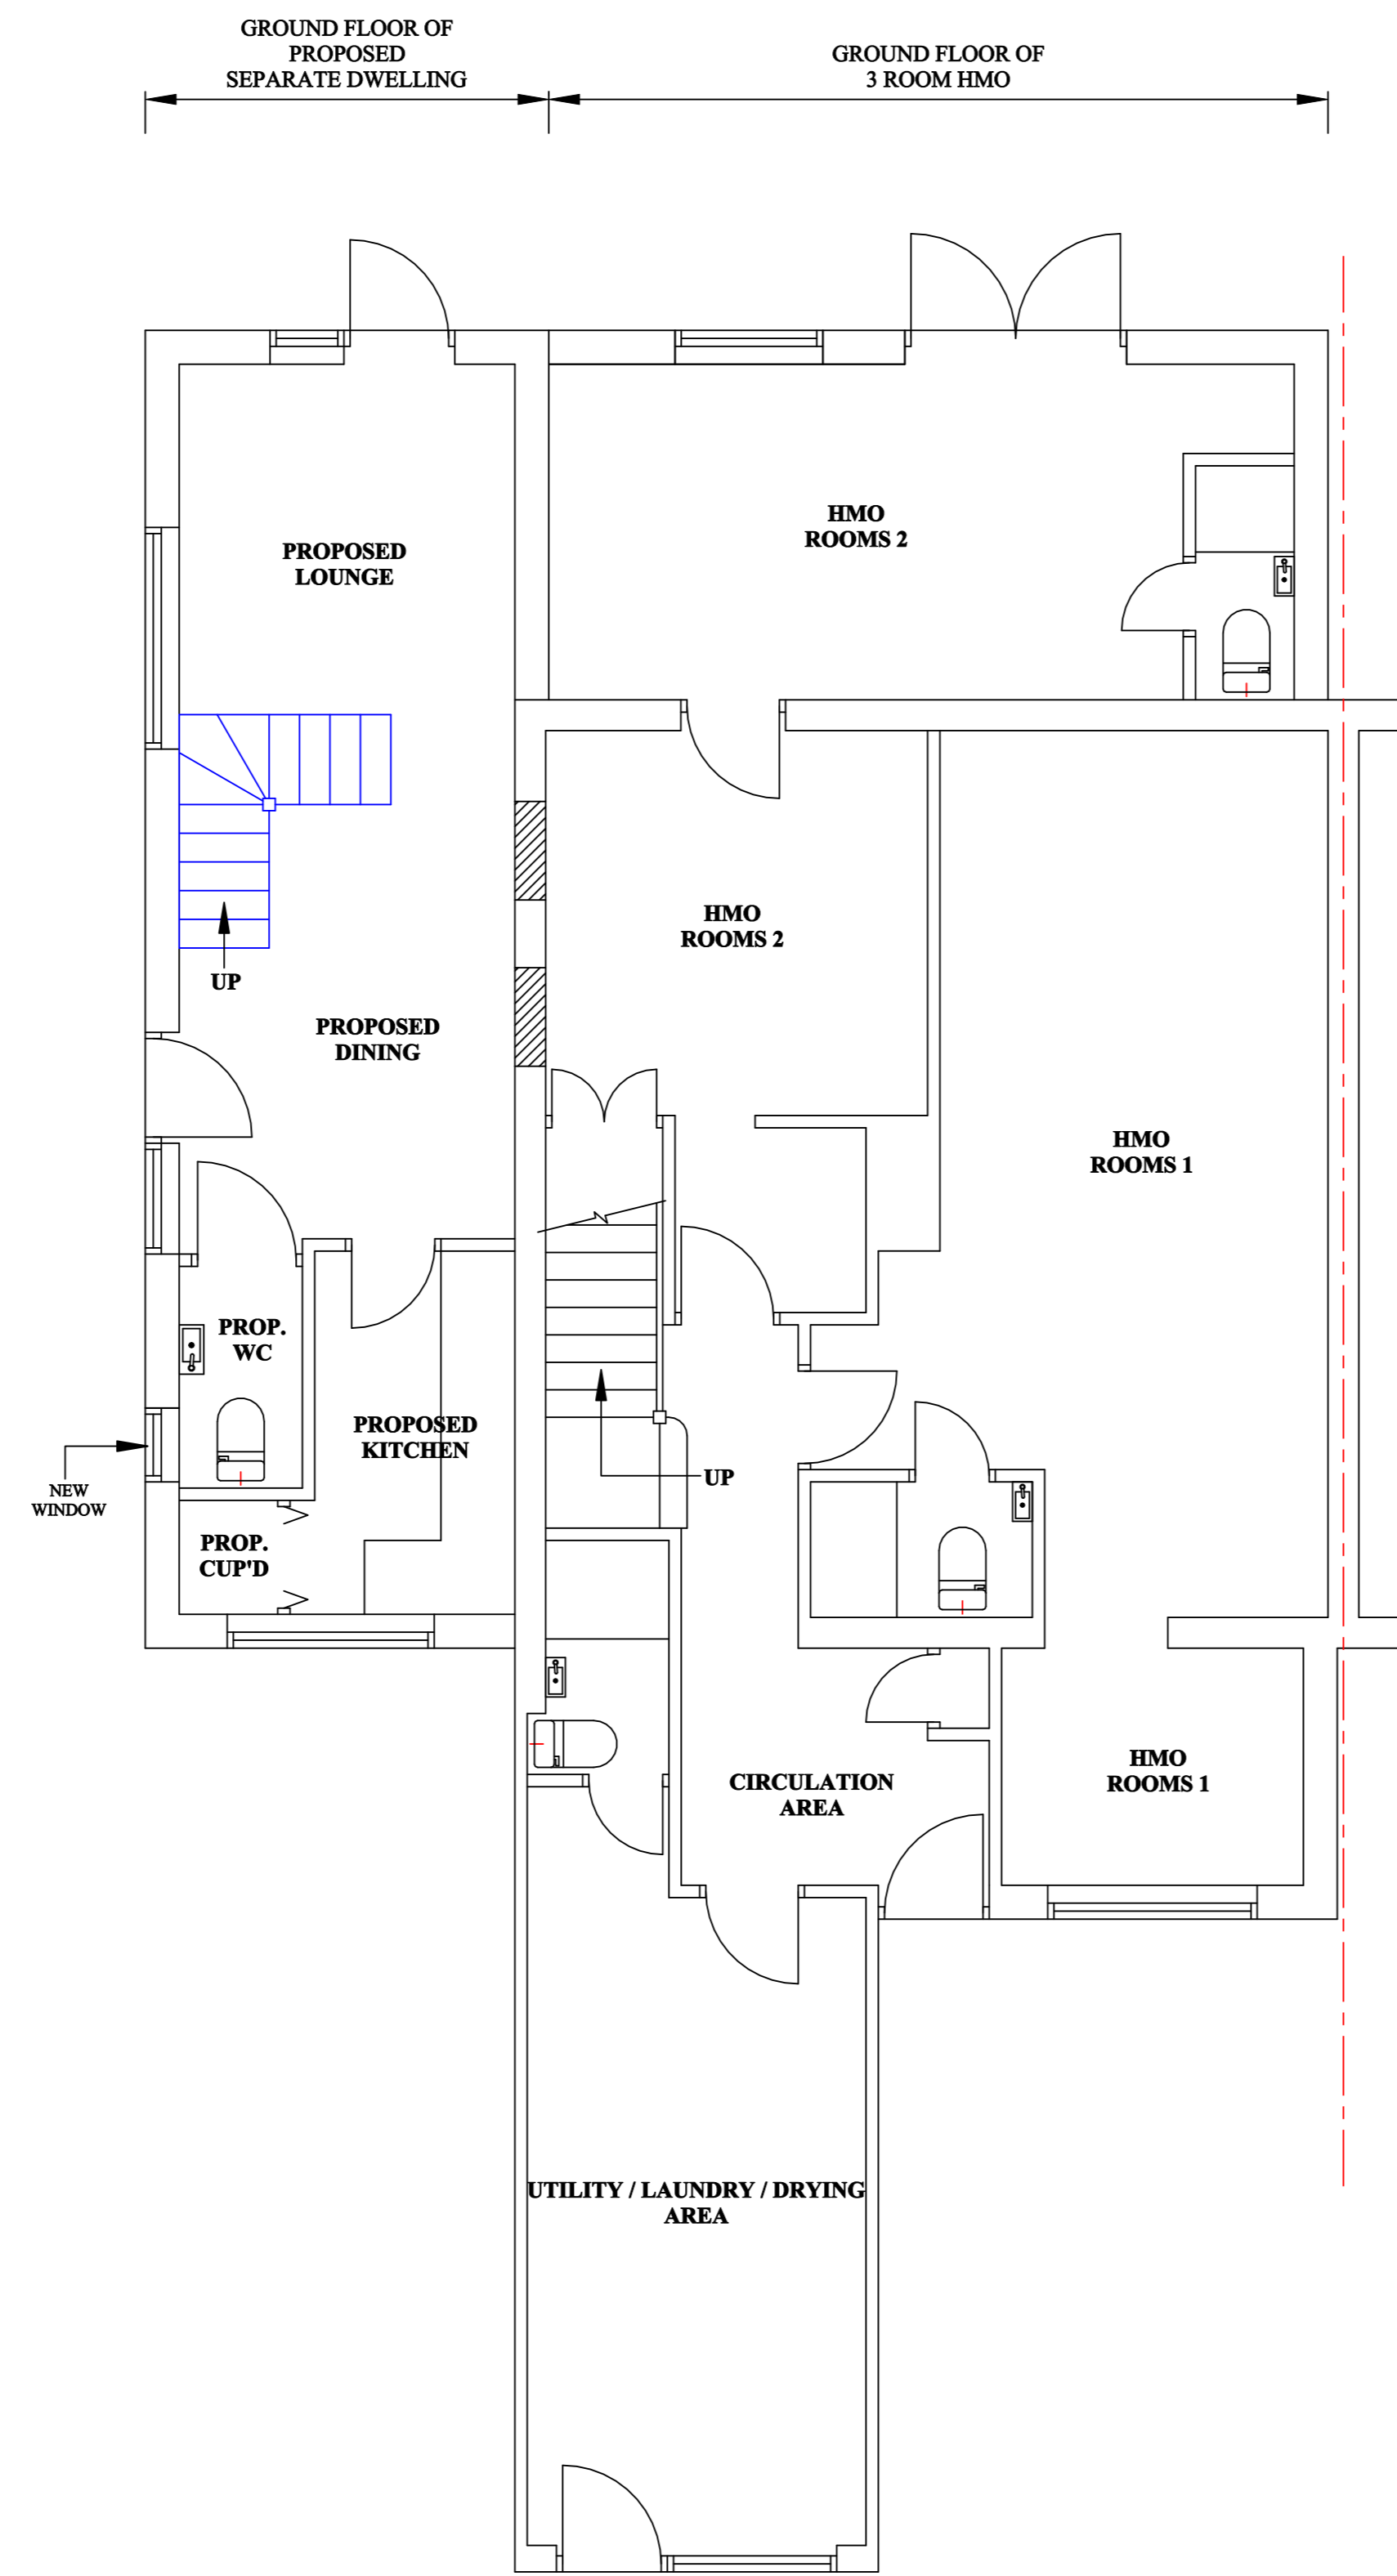 GROUND FLOOR OF
PROPOSED
SEPARATE DWELLING
GROUND FLOOR OF
3 ROOM HMO
HMO
ROOMS 2
PROPOSED
LOUNGE
HMO
ROOMS 2
UP
PROPOSED
DINING
HMO
ROOMS 1
PROP.
WC
PROPOSED
KITCHEN
UP
NEW
WINDOW
PROP.
CUP'D
HMO
ROOMS 1
CIRCULATION
AREA
UTILITY / LAUNDRY / DRYING
AREA